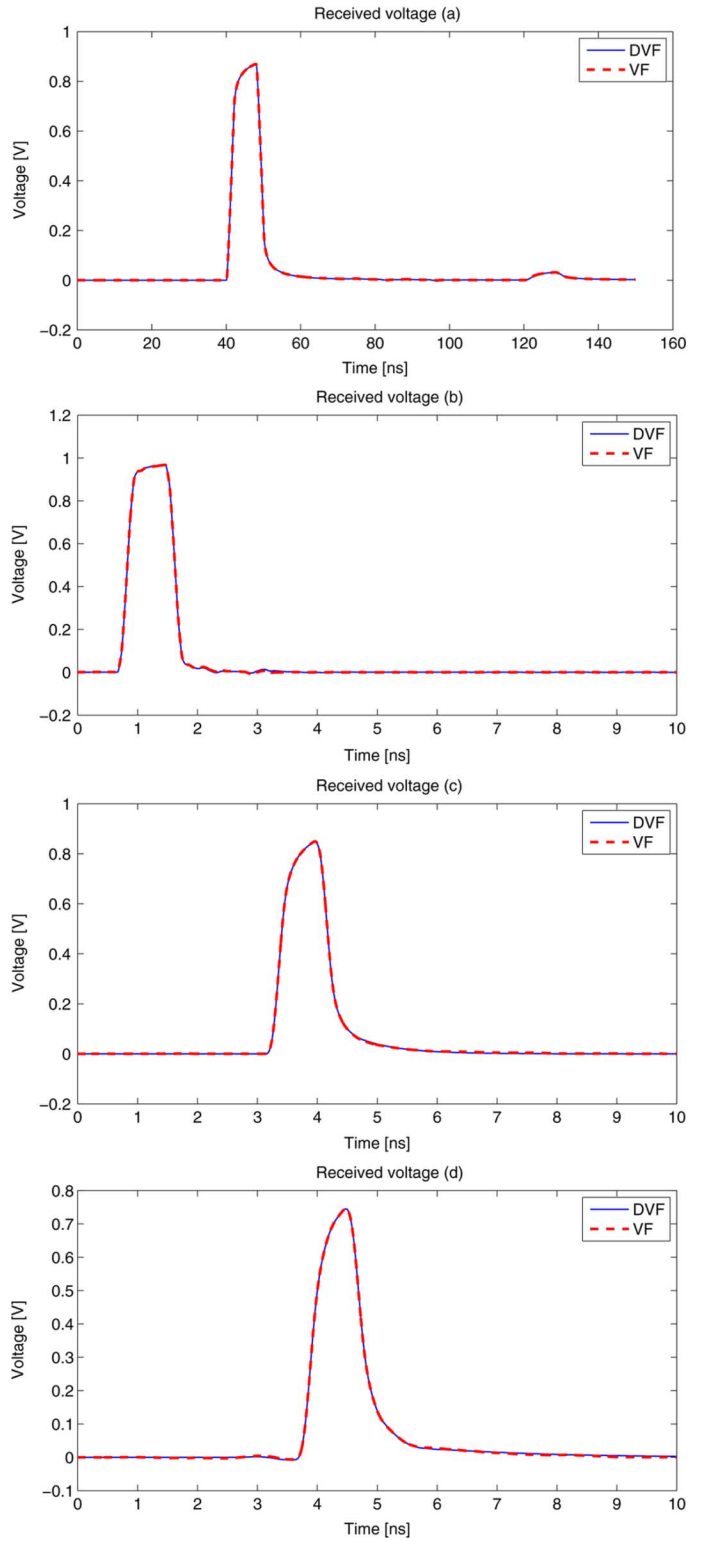 Received voltage (a)
1
0.8
0.6
0.4
0.2
0
−0.2
Voltage [V]
DVF
VF
0 20 40 60 80 100 120 140 160
Time [ns]
Received voltage (b)
1.2
1
0.8
0.6
0.4
0.2
0
−0.2
Voltage [V]
DVF
VF
0 1 2 3 4 5 6 7 8 9 10
Time [ns]
Received voltage (c)
1
0.8
0.6
0.4
0.2
0
−0.2
Voltage [V]
DVF
VF
0 1 2 3 4 5 6 7 8 9 10
Time [ns]
Received voltage (d)
0.8
0.7
0.6
0.5
0.4
0.3
0.2
0.1
0
−0.1
Voltage [V]
DVF
VF
0 1 2 3 4 5 6 7 8 9 10
Time [ns]